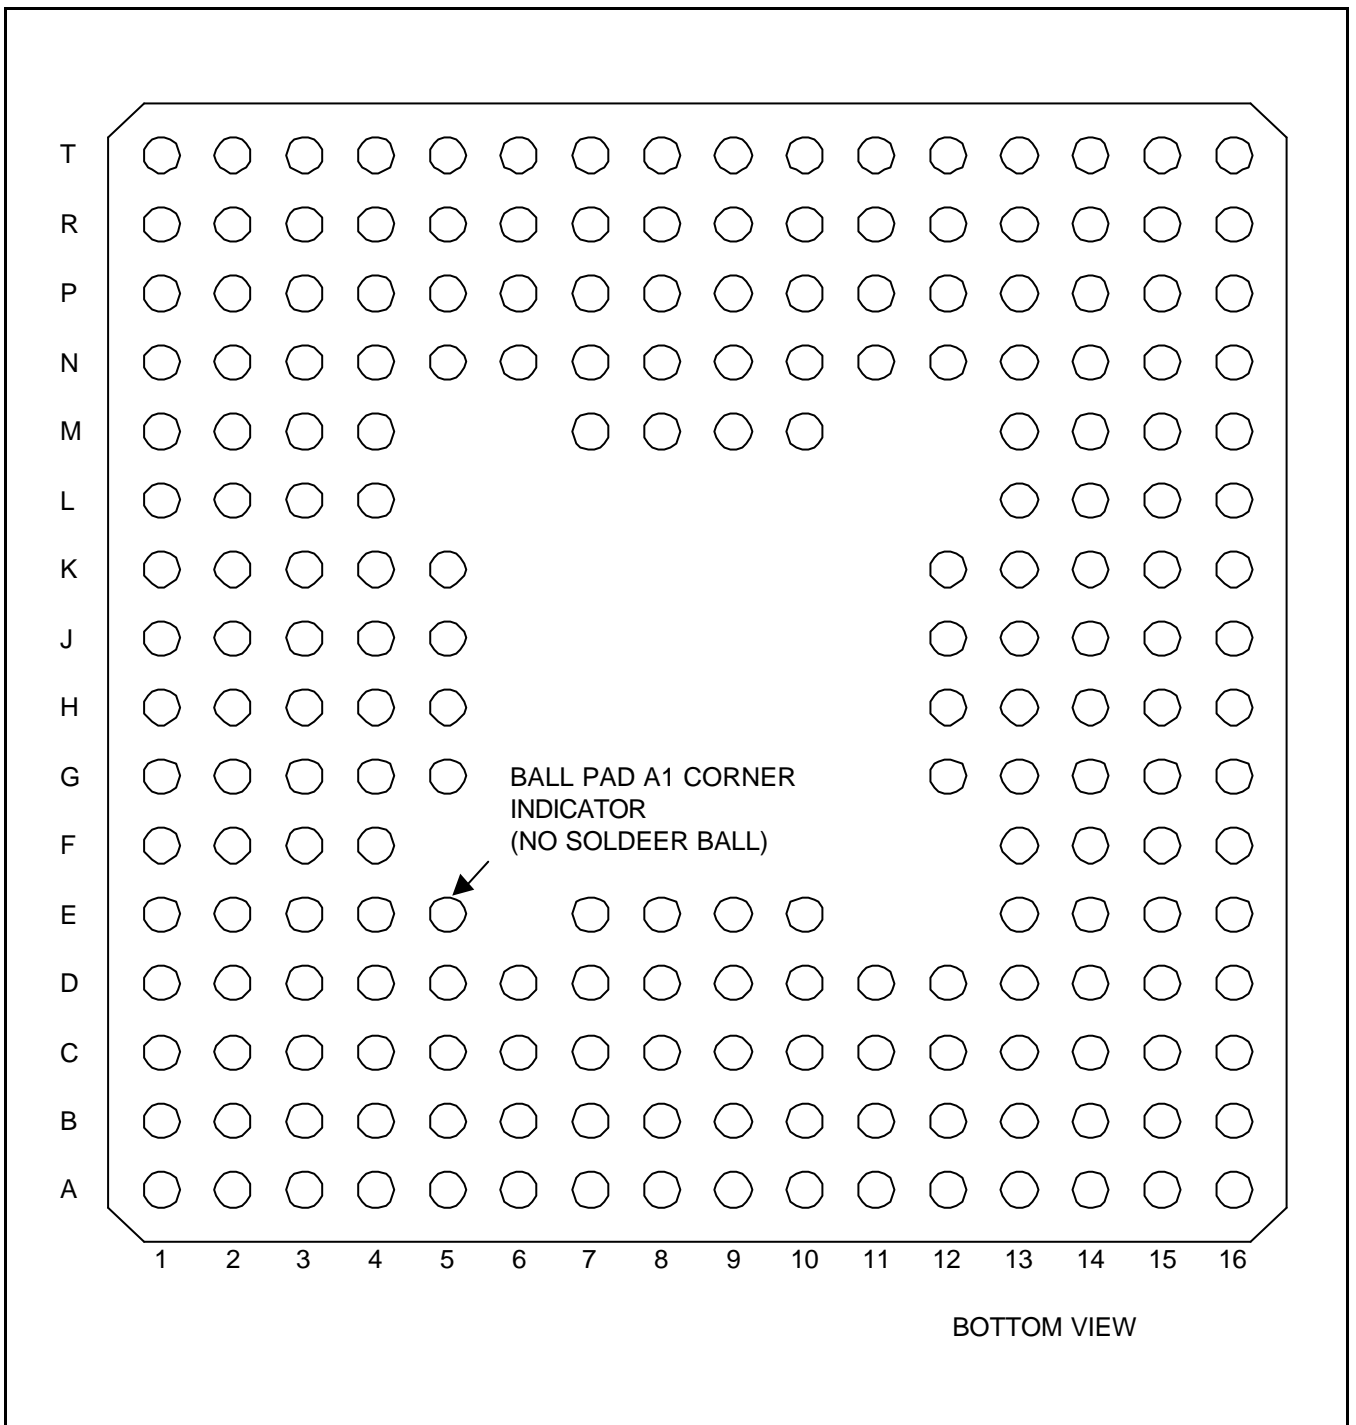 T
R
P
N
M
L
K
J
H
G
BALL PAD A1 CORNER
INDICATOR
(NO SOLDEER BALL)
F
E
D
C
B
A
1 2 3 4 5 6 7 8 9 10 11 12 13 14 15 16
BOTTOM VIEW